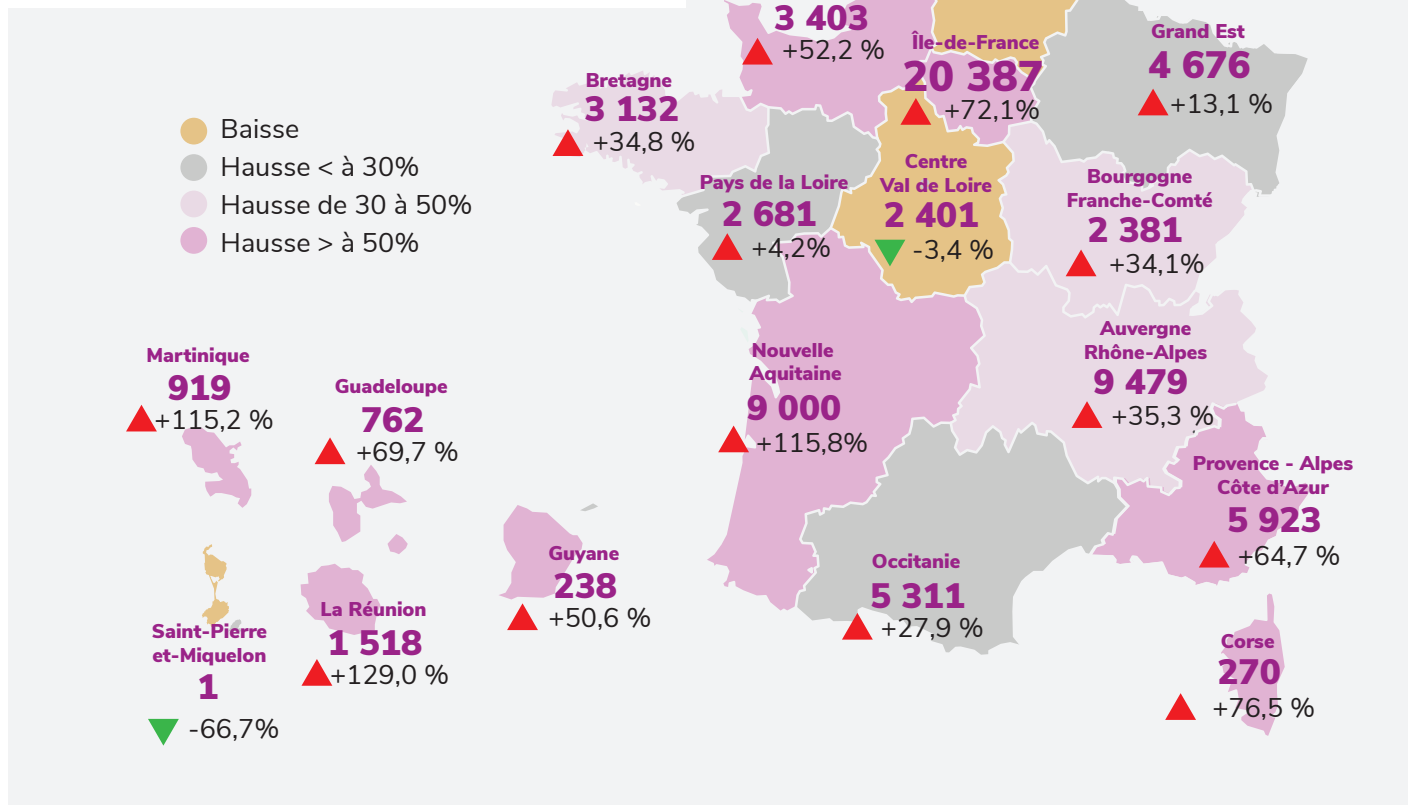 3 403
+52,2 %
Île-de-France
20 387
+72,1%
Grand Est
4 676
+13,1 %
Bretagne
3 132
+34,8 %
Baisse
Hausse < à 30%
Hausse de 30 à 50%
Hausse > à 50%
Pays de la Loire
2 681
+4,2%
Centre
Val de Loire
2 401
-3,4 %
Bourgogne
Franche-Comté
2 381
+34,1%
Auvergne
Rhône-Alpes
9 479
+35,3 %
Nouvelle
Aquitaine
9 000
+115,8%
Martinique
919
+115,2 %
Guadeloupe
762
+69,7 %
Provence - Alpes
Côte d'Azur
5 923
+64,7 %
Guyane
238
+50,6 %
Occitanie
5 311
+27,9 %
La Réunion
1 518
+129,0 %
Saint-Pierre
et-Miquelon
1
-66,7%
Corse
270
+76,5 %